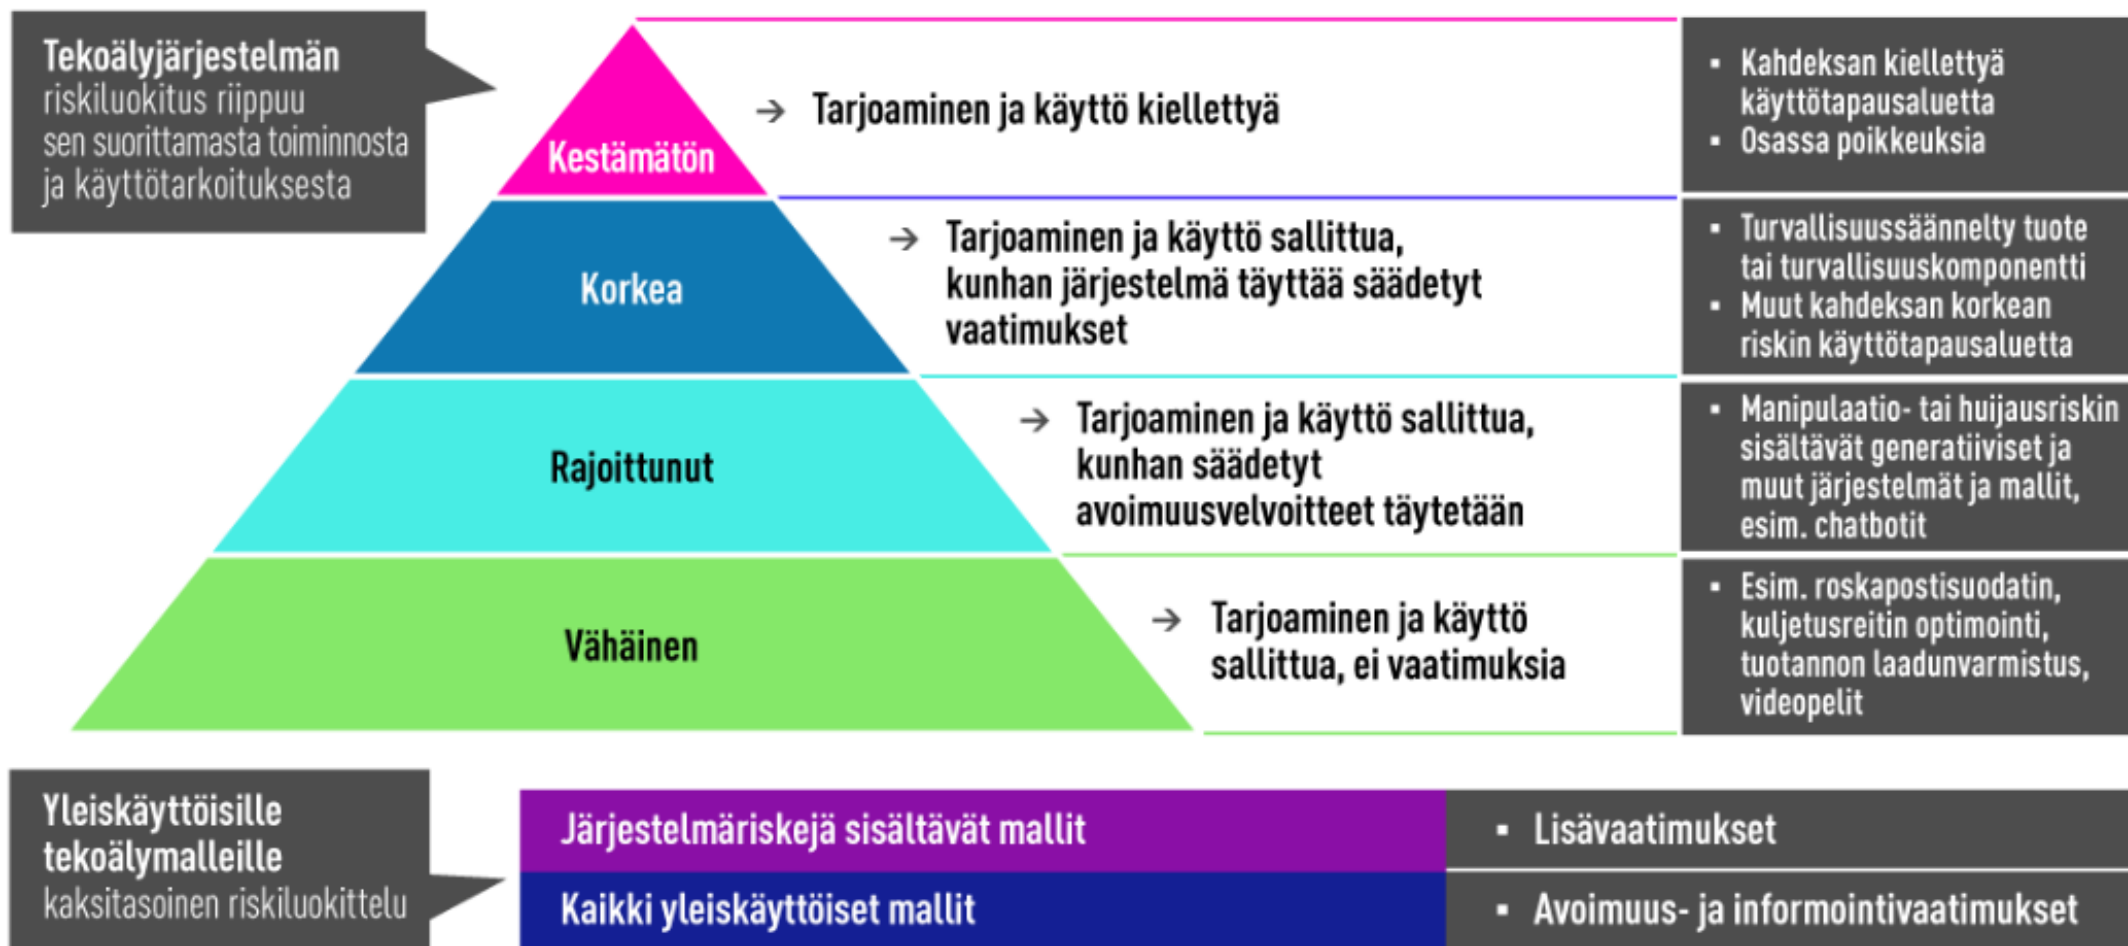 Tekoälyjärjestelmän
riskiluokitus riippuu
sen suorittamasta toiminnosta
ja käyttötarkoituksesta
Kestämätön
→ Tarjoaminen ja käyttö kiellettyä
▪ Kahdeksan kiellettyä
käyttötapausaluetta
▪ Osassa poikkeuksia
Korkea
→ Tarjoaminen ja käyttö sallittua,
kunhan järjestelmä täyttää säädetyt
vaatimukset
▪ Turvallisuussäännelty tuote
tai turvallisuuskomponentti
▪ Muut kahdeksan korkean
riskin käyttötapausaluetta
Rajoittunut
→ Tarjoaminen ja käyttö sallittua,
kunhan säädetyt
avoimuusvelvoitteet täytetään
▪ Manipulaatio- tai huijausriskin
sisältävät generatiiviset ja
muut järjestelmät ja mallit,
esim. chatbotit
Vähäinen
→ Tarjoaminen ja käyttö
sallittua, ei vaatimuksia
▪ Esim. roskapostisuodatin,
kuljetusreitin optimointi,
tuotannon laadunvarmistus,
videopelit
Yleiskäyttöisille
tekoälymalleille
kaksitasoinen riskiluokittelu
Järjestelmäriskejä sisältävät mallit
▪ Lisävaatimukset
Kaikki yleiskäyttöiset mallit
▪ Avoimuus- ja informointivaatimukset